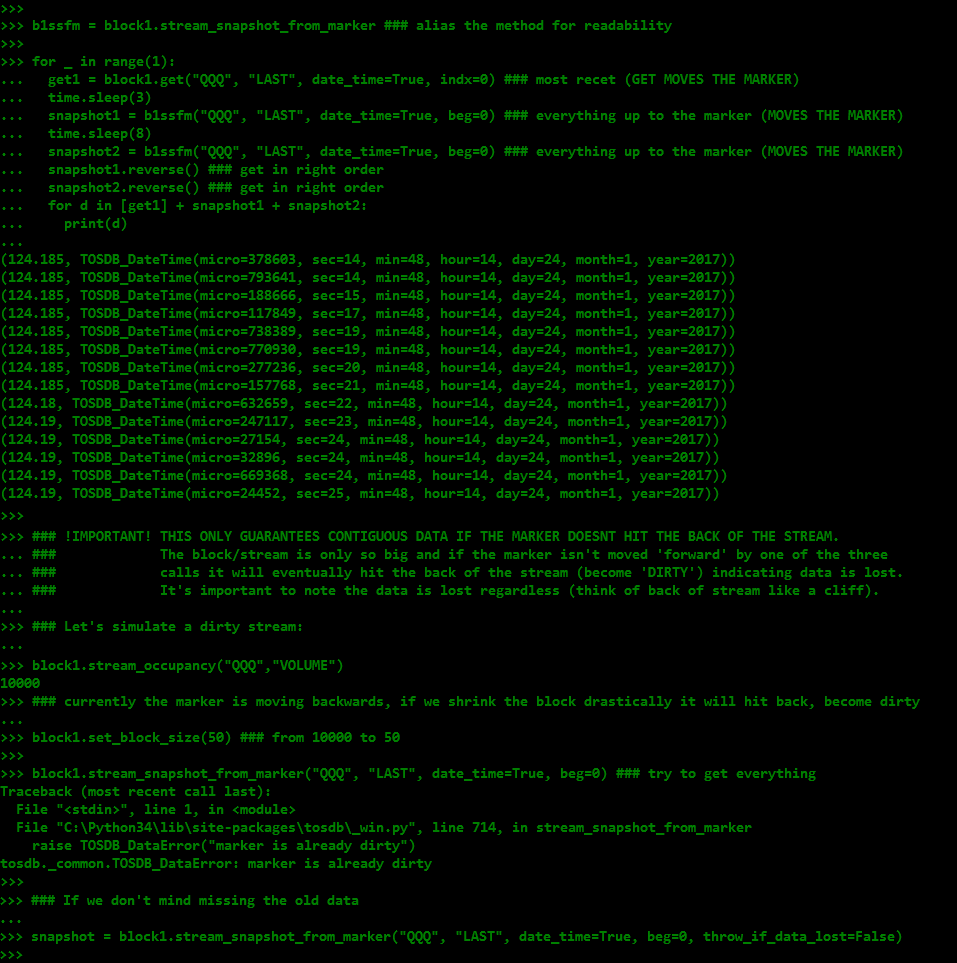 >>>
>>> b1ssfm = block1.stream_snapshot_from_marker ### alias the method for readability
>>>
>>> for _ in range(1):
...   get1 = block1.get("QQQ", "LAST", date_time=True, indx=0) ### most recet (GET MOVES THE MARKER)
...   time.sleep(3)
...   snapshot1 = b1ssfm("QQQ", "LAST", date_time=True, beg=0) ### everything up to the marker (MOVES THE MARKER)
...   time.sleep(8)
...   snapshot2 = b1ssfm("QQQ", "LAST", date_time=True, beg=0) ### everything up to the marker (MOVES THE MARKER)
...   snapshot1.reverse() ### get in right order
...   snapshot2.reverse() ### get in right order
...   for d in [get1] + snapshot1 + snapshot2:
...     print(d)
...
(124.185, TOSDB_DateTime(micro=378603, sec=14, min=48, hour=14, day=24, month=1, year=2017))
(124.185, TOSDB_DateTime(micro=793641, sec=14, min=48, hour=14, day=24, month=1, year=2017))
(124.185, TOSDB_DateTime(micro=188666, sec=15, min=48, hour=14, day=24, month=1, year=2017))
(124.185, TOSDB_DateTime(micro=117849, sec=17, min=48, hour=14, day=24, month=1, year=2017))
(124.185, TOSDB_DateTime(micro=738389, sec=19, min=48, hour=14, day=24, month=1, year=2017))
(124.185, TOSDB_DateTime(micro=770930, sec=19, min=48, hour=14, day=24, month=1, year=2017))
(124.185, TOSDB_DateTime(micro=277236, sec=20, min=48, hour=14, day=24, month=1, year=2017))
(124.185, TOSDB_DateTime(micro=157768, sec=21, min=48, hour=14, day=24, month=1, year=2017))
(124.18, TOSDB_DateTime(micro=632659, sec=22, min=48, hour=14, day=24, month=1, year=2017))
(124.19, TOSDB_DateTime(micro=247117, sec=23, min=48, hour=14, day=24, month=1, year=2017))
(124.19, TOSDB_DateTime(micro=27154, sec=24, min=48, hour=14, day=24, month=1, year=2017))
(124.19, TOSDB_DateTime(micro=32896, sec=24, min=48, hour=14, day=24, month=1, year=2017))
(124.19, TOSDB_DateTime(micro=669368, sec=24, min=48, hour=14, day=24, month=1, year=2017))
(124.19, TOSDB_DateTime(micro=24452, sec=25, min=48, hour=14, day=24, month=1, year=2017))
>>>
>>> ### !IMPORTANT! THIS ONLY GUARANTEES CONTIGUOUS DATA IF THE MARKER DOESNT HIT THE BACK OF THE STREAM.
... ###             The block/stream is only so big and if the marker isn't moved 'forward' by one of the three
... ###             calls it will eventually hit the back of the stream (become 'DIRTY') indicating data is lost.
... ###             It's important to note the data is lost regardless (think of back of stream like a cliff).
...
>>> ### Let's simulate a dirty stream:
...
>>> block1.stream_occupancy("QQQ","VOLUME")
10000
>>> ### currently the marker is moving backwards, if we shrink the block drastically it will hit back, become dirty
...
>>> block1.set_block_size(50) ### from 10000 to 50
>>>
>>> block1.stream_snapshot_from_marker("QQQ", "LAST", date_time=True, beg=0) ### try to get everything
Traceback (most recent call last):
  File "<stdin>", line 1, in <module>
  File "C:\Python34\lib\site-packages\tosdb\_win.py", line 714, in stream_snapshot_from_marker
    raise TOSDB_DataError("marker is already dirty")
tosdb._common.TOSDB_DataError: marker is already dirty
>>>
>>> ### If we don't mind missing the old data
...
>>> snapshot = block1.stream_snapshot_from_marker("QQQ", "LAST", date_time=True, beg=0, throw_if_data_lost=False)
>>>